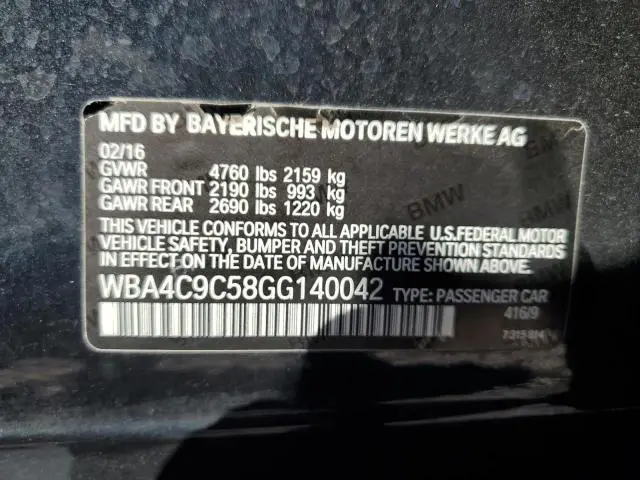 MFD BY BAYERISCHE MOTOREN WERKE AG
02/16
GVWR 4760 lbs 2159 kg
GAWR FRONT 2190 lbs 993 kg
GAWR REAR 2690 lbs 1220 kg
THIS VEHICLE CONFORMS TO ALL APPLICABLE U.S. FEDERAL MOTOR
VEHICLE SAFETY, BUMPER AND THEFT PREVENTION STANDARDS
IN EFFECT ON THE DATE OF MANUFACTURE SHOWN ABOVE.
WBA4C9C58GG140042 TYPE: PASSENGER CAR
416/9
BMW